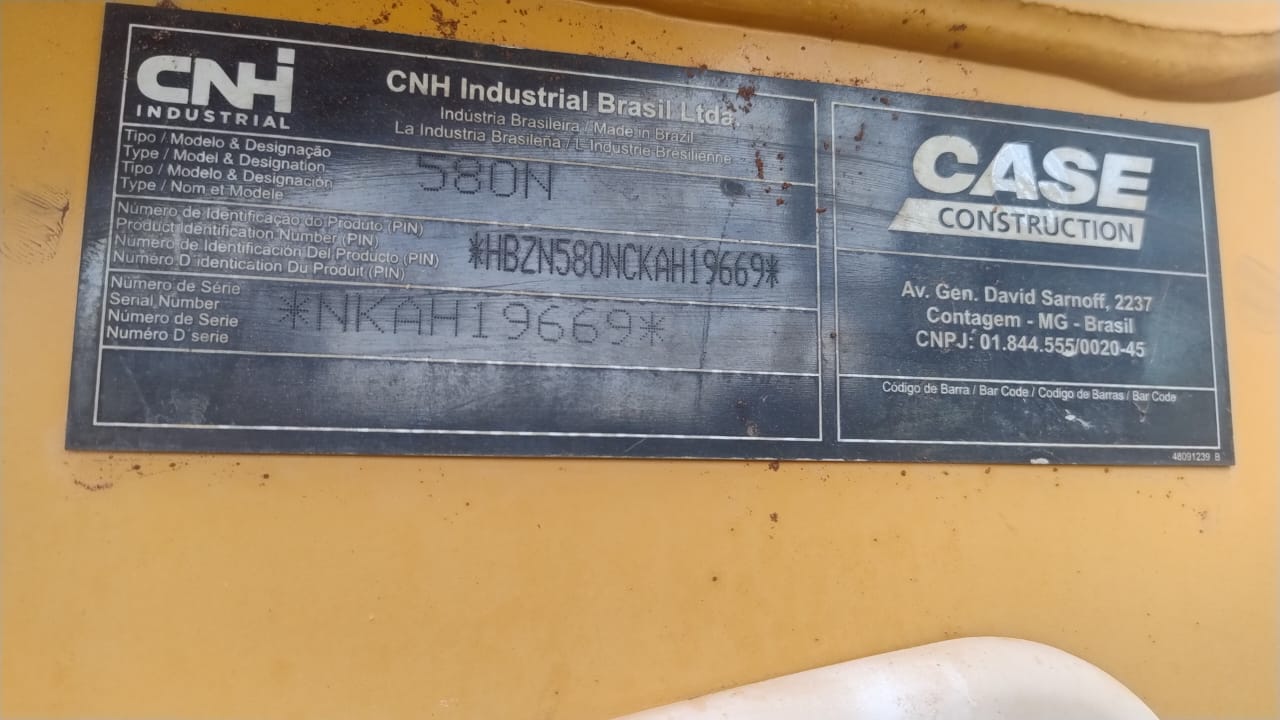 CNH
INDUSTRIAL
CNH Industrial Brasil Ltda.
Indústria Brasileira / Made in Brazil
La Industria Brasileña / L Industrie Bresilienne
Tipo / Modelo & Designação
Type / Model & Designation
Tipo / Modelo & Designación
Type / Nom et Modele
580N
Número de Identificação do Produto (PIN)
Product Identification Number (PIN)
Número de Identificación Del Producto (PIN)
Numéro D´identication Du Produit (PIN)
*HBZN580NCKAH19669*
Número de Série
Serial Number
Número de Serie
Numéro D´serie
*NKAH19669*
CASE
CONSTRUCTION
Av. Gen. David Sarnoff, 2237
Contagem - MG - Brasil
CNPJ: 01.844.555/0020-45
Código de Barra / Bar Code / Codigo de Barras / Bar Code
48091239 B